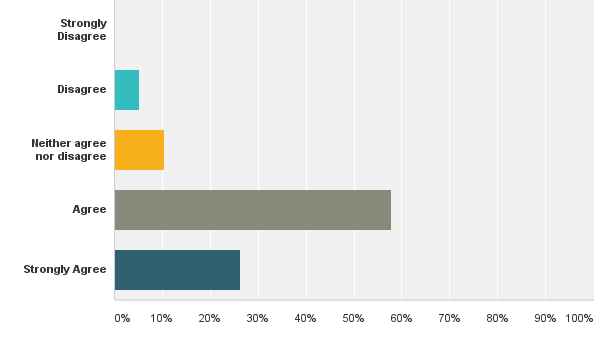 Strongly
Disagree
Disagree
Neither agree
nor disagree
Agree
Strongly Agree
0% 10% 20% 30% 40% 50% 60% 70% 80% 90% 100%